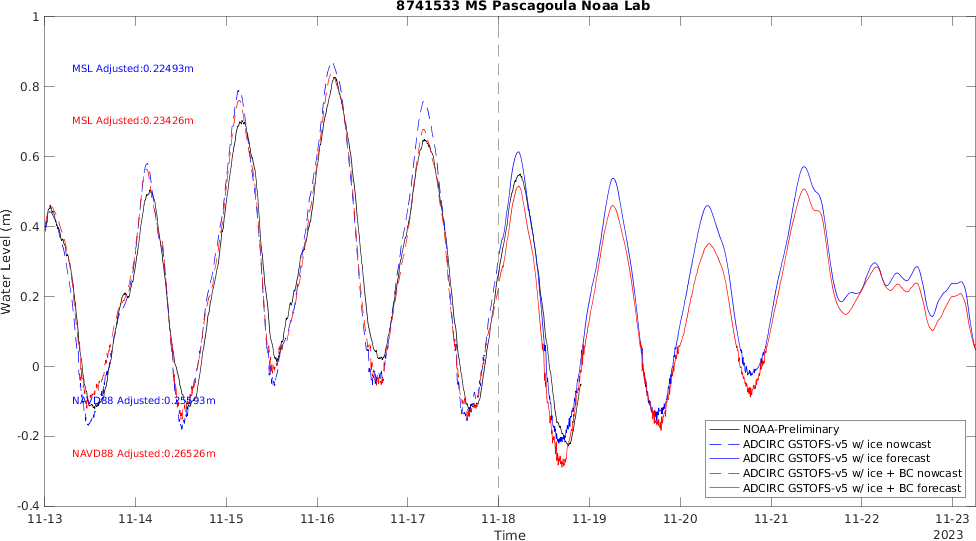 8741533 MS Pascagoula Noaa Lab
1
0.8
0.6
0.4
0.2
0
-0.2
-0.4
Water Level (m)
MSL Adjusted:0.22493m
MSL Adjusted:0.23426m
NAVD88 Adjusted:0.25593m
NAVD88 Adjusted:0.26526m
NOAA-Preliminary
ADCIRC GSTOFS-v5 w/ ice nowcast
ADCIRC GSTOFS-v5 w/ ice forecast
ADCIRC GSTOFS-v5 w/ ice + BC nowcast
ADCIRC GSTOFS-v5 w/ ice + BC forecast
11-13 11-14 11-15 11-16 11-17 11-18 11-19 11-20 11-21 11-22 11-23
Time
2023